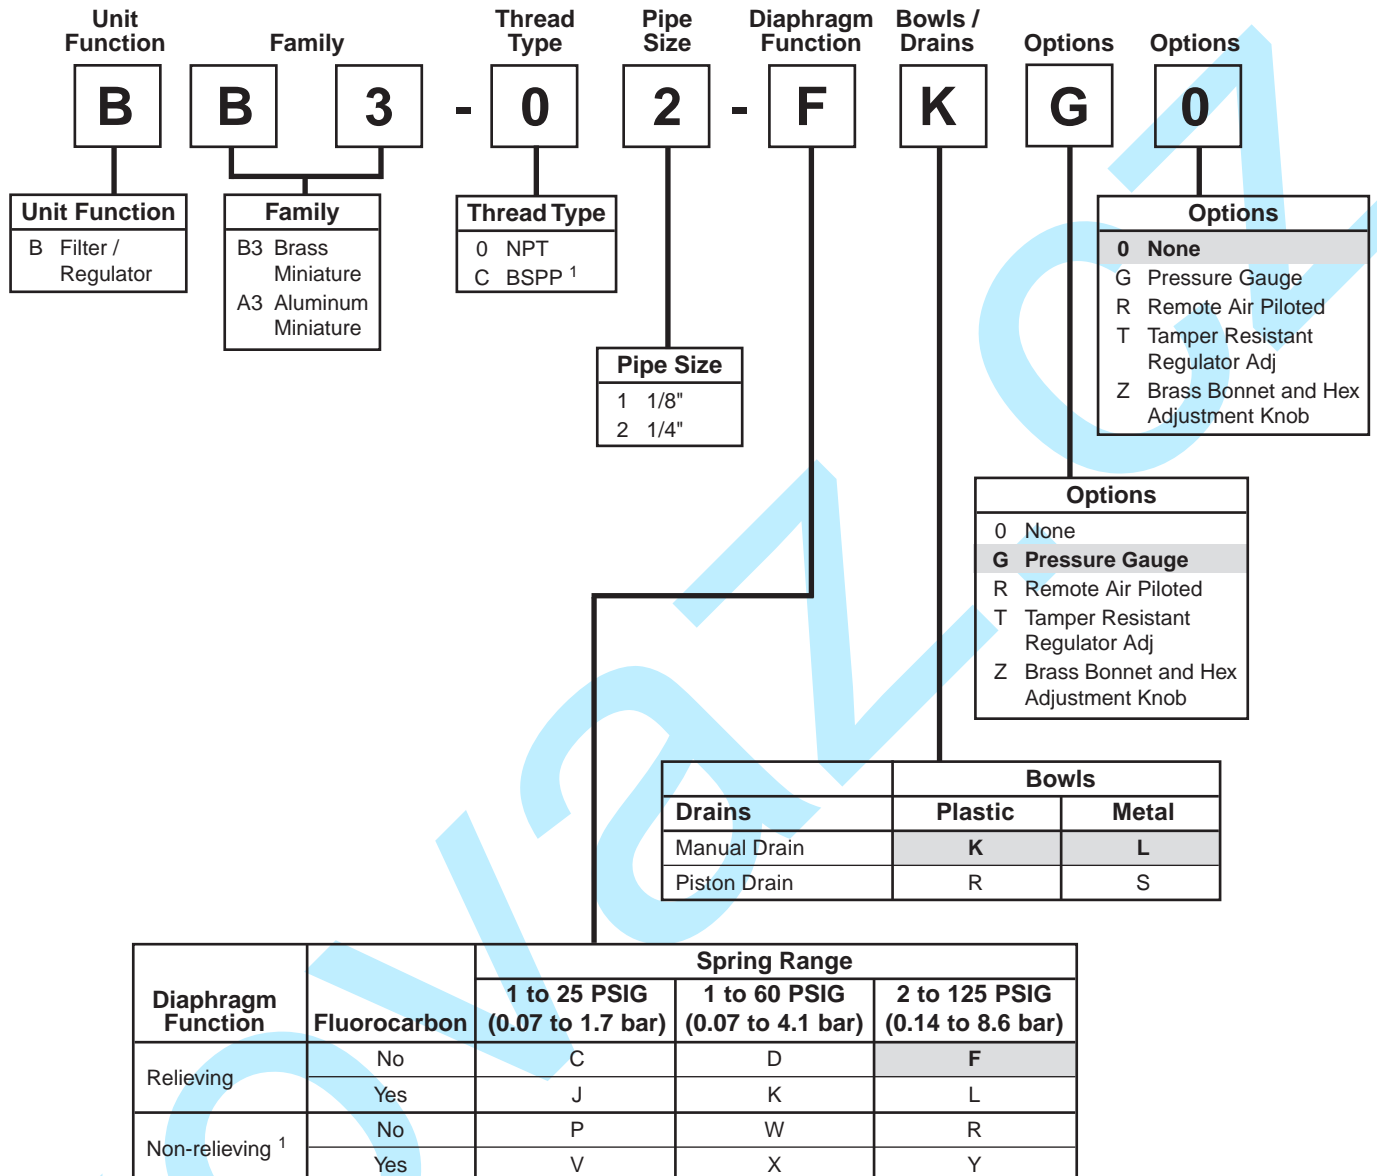 Unit Function
Family
Thread Type
Pipe Size
Diaphragm Function
Bowls / Drains
Options
Options
B B 3 - 0 2 - F K G 0
Unit Function
B Filter /
Regulator
Family
B3 Brass
Miniature
A3 Aluminum
Miniature
Thread Type
0 NPT
C BSPP 1
Pipe Size
1 1/8"
2 1/4"
Options
0 None
G Pressure Gauge
R Remote Air Piloted
T Tamper Resistant
Regulator Adj
Z Brass Bonnet and Hex
Adjustment Knob
Options
0 None
G Pressure Gauge
R Remote Air Piloted
T Tamper Resistant
Regulator Adj
Z Brass Bonnet and Hex
Adjustment Knob
Bowls
Drains Plastic Metal
Manual Drain K L
Piston Drain R S
Diaphragm Function
Fluorocarbon
Spring Range
1 to 25 PSIG (0.07 to 1.7 bar)
1 to 60 PSIG (0.07 to 4.1 bar)
2 to 125 PSIG (0.14 to 8.6 bar)
Relieving
No C D F
Yes J K L
Non-relieving 1
No P W R
Yes V X Y
ovaz.cz